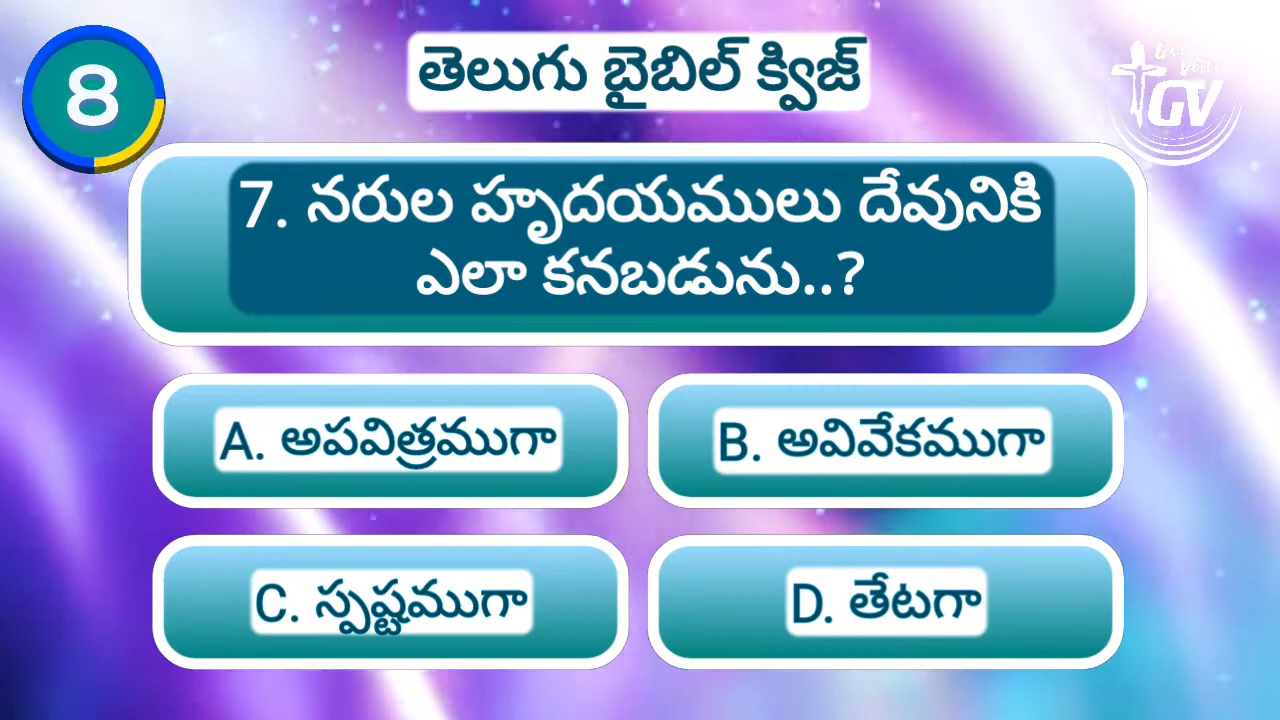 8
తెలుగు బైబిల్ క్విజ్
GV
7. నరుల హృదయములు దేవునికి
ఎలా కనబడును..?
A. అపవిత్రముగా
B. అవివేకముగా
C. స్పష్టముగా
D. తేటగా